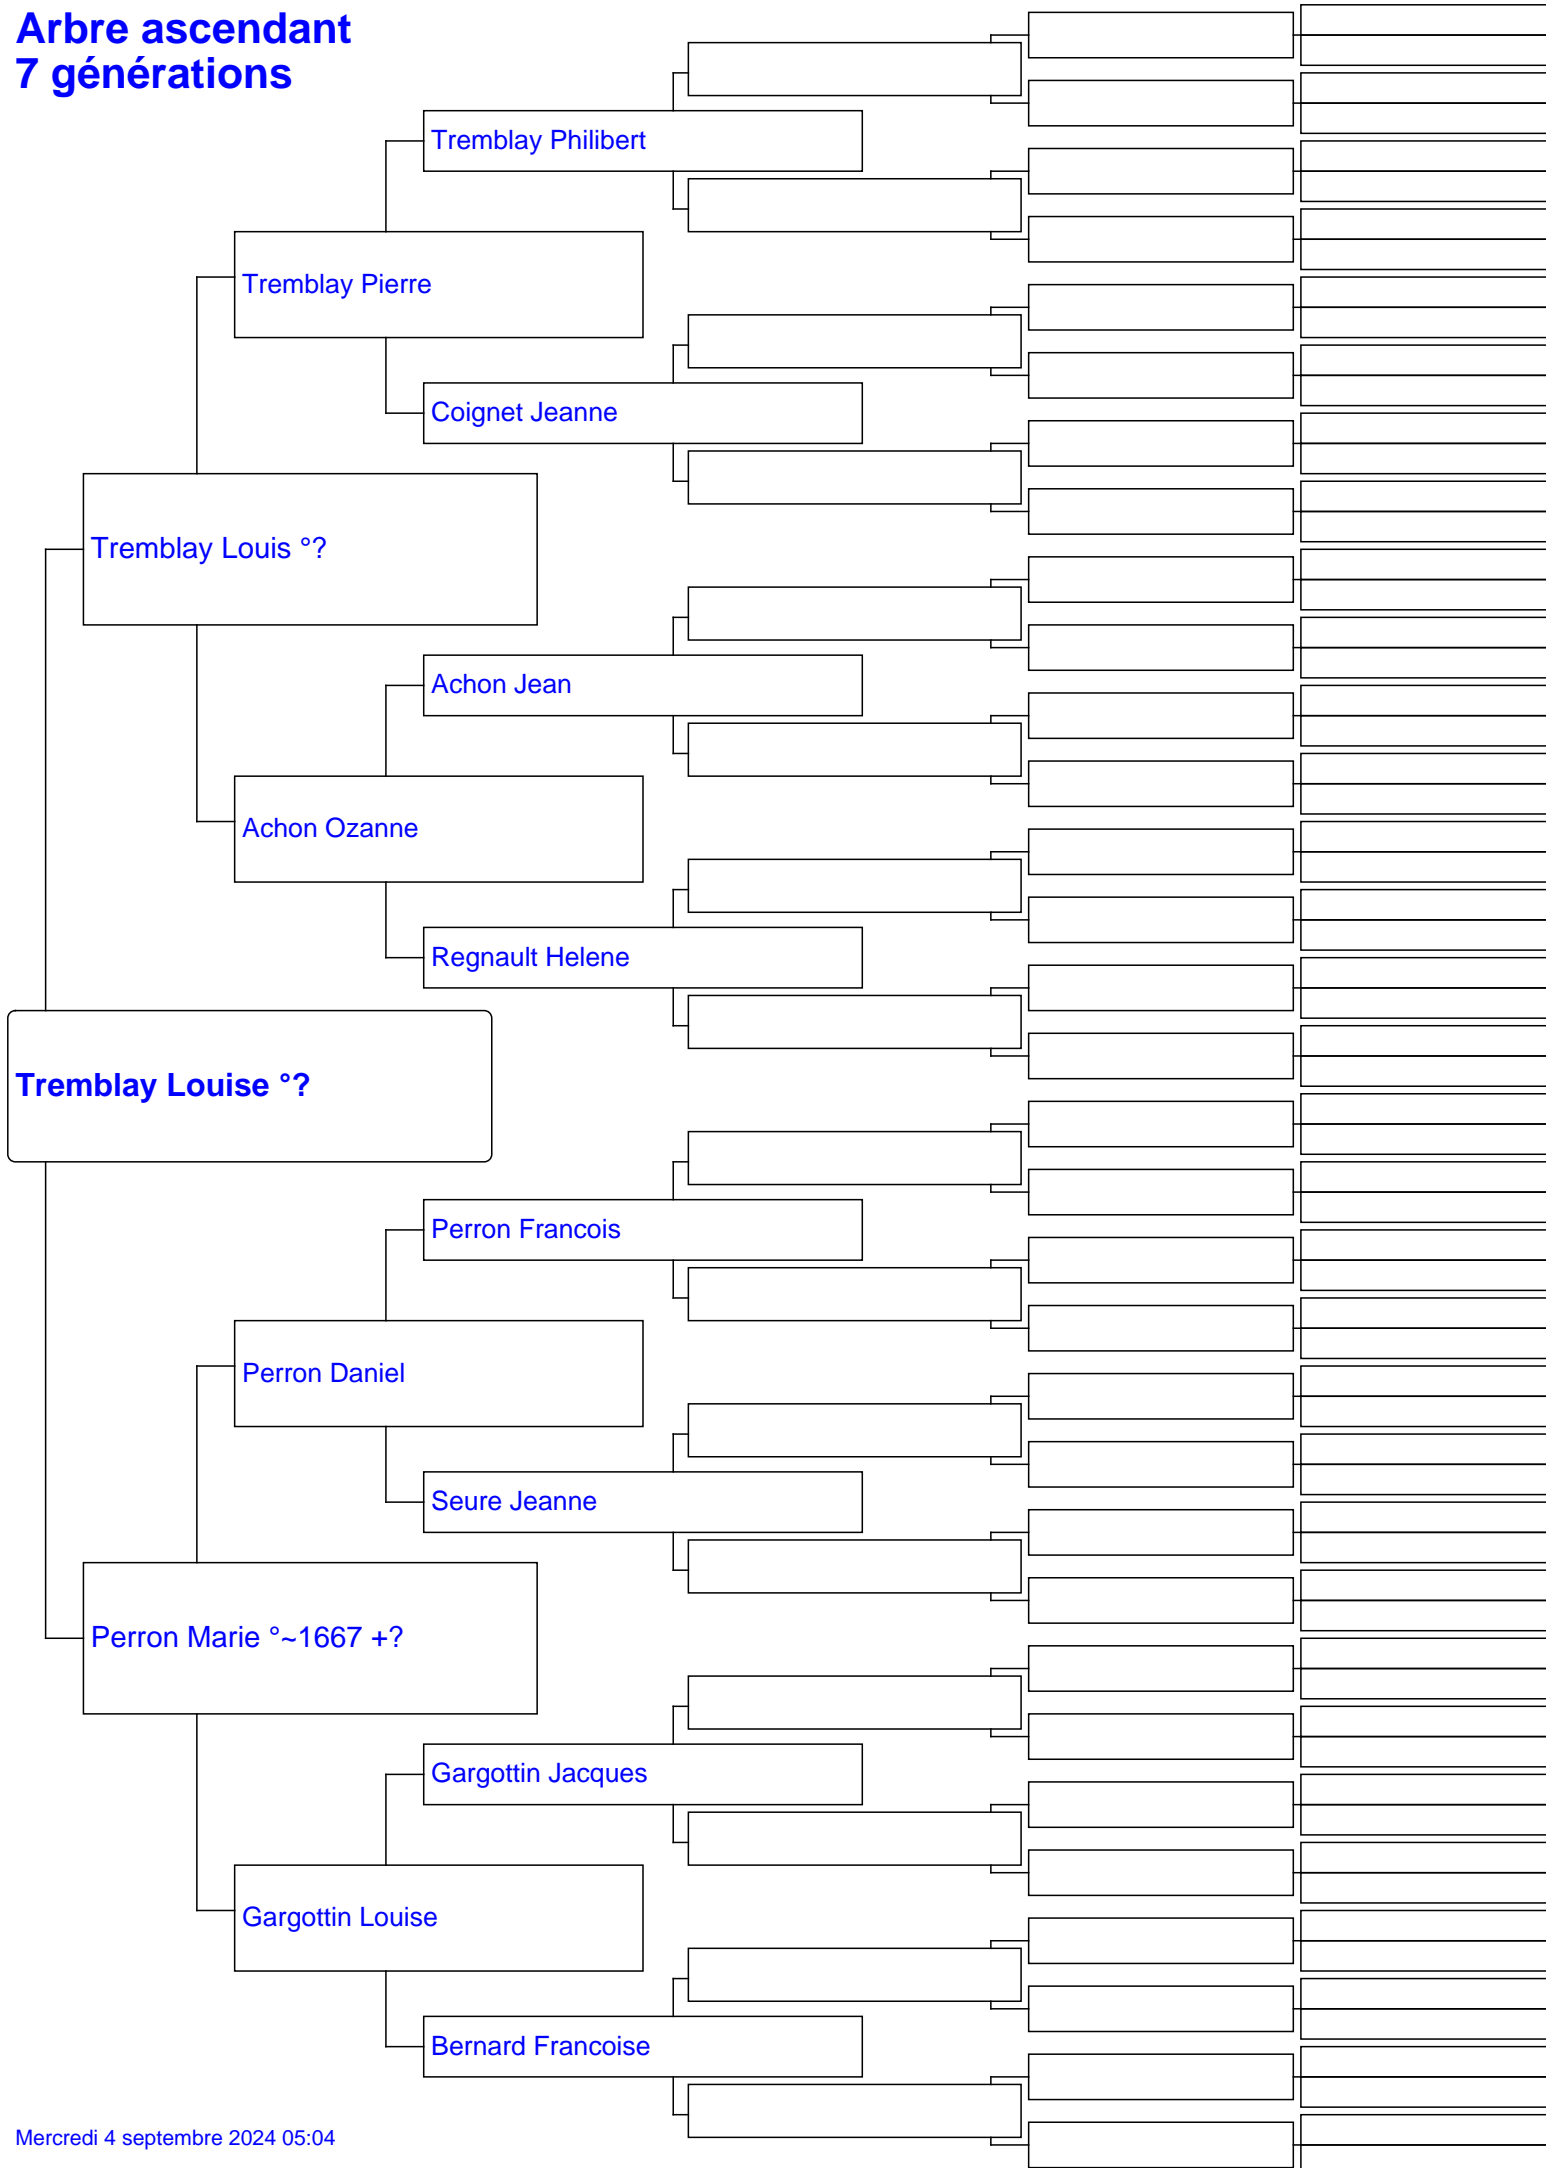 Arbre ascendant
7 générations
Tremblay Philibert
Tremblay Pierre
Coignet Jeanne
Tremblay Louis °?
Achon Jean
Achon Ozanne
Regnault Helene
Tremblay Louise °?
Perron Francois
Perron Daniel
Seure Jeanne
Perron Marie °~1667 +?
Gargottin Jacques
Gargottin Louise
Bernard Francoise
Mercredi 4 septembre 2024 05:04